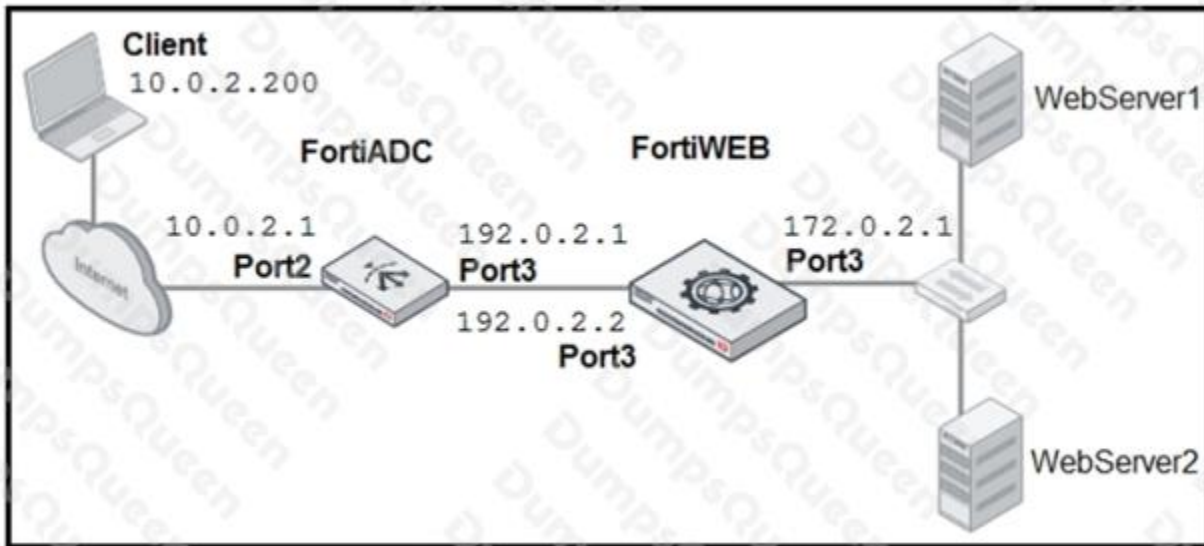 Client
10.0.2.200
FortiADC
FortiWEB
WebServer1
10.0.2.1
Port2
192.0.2.1
Port3
172.0.2.1
Port3
Internet
192.0.2.2
Port3
WebServer2
DumpsQueen